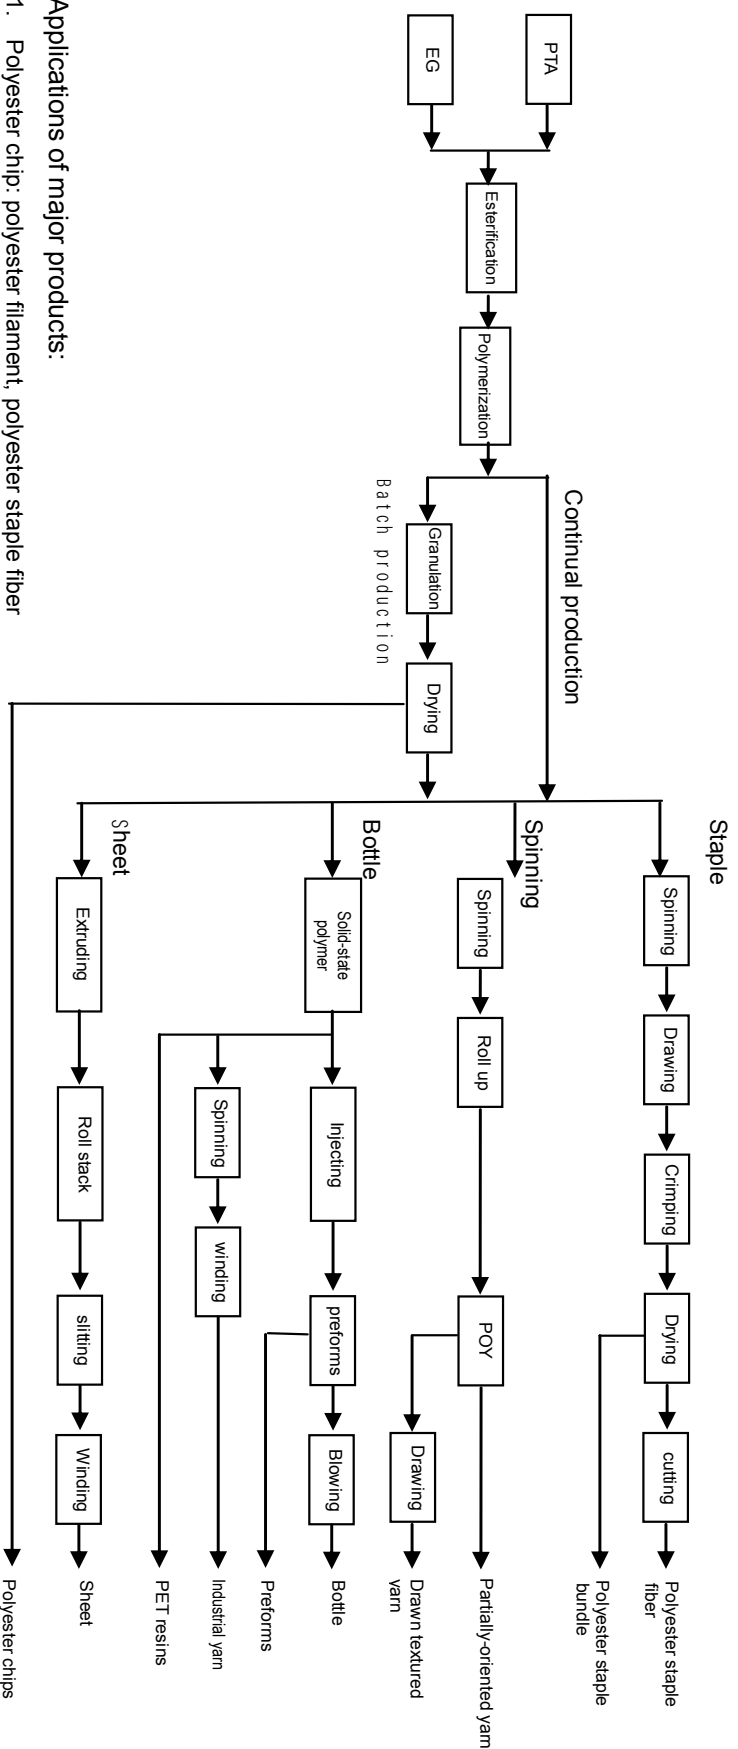 Staple
PTA
Spinning
Drawing
Crimping
Drying
cutting
Polyester staple
fiber
Polyester staple
bundle
Continual production
Spinning
Esterification
Polymerization
Spinning
Roll up
POY
Partially-oriented yarn
Drawing
Drawn textured
yarn
EG
Granulation
Drying
Batch production
Bottle
Solid-state
polymer
Injecting
preforms
Blowing
Bottle
Preforms
Spinning
winding
Industrial yarn
PET resins
Sheet
Extruding
Roll stack
slitting
Winding
Sheet
Polyester chips
Applications of major products:
1. Polyester chip: polyester filament, polyester staple fiber